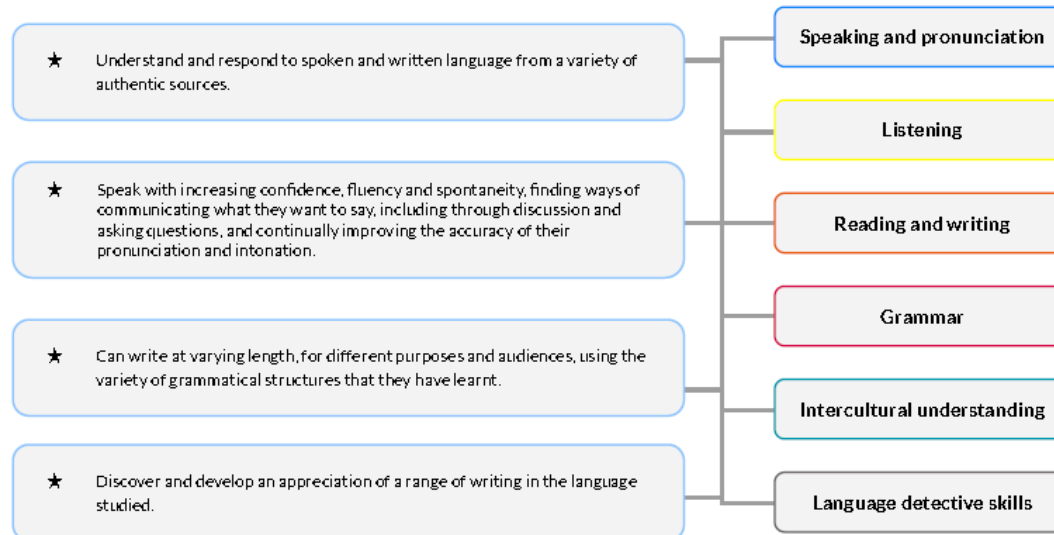 ★ Understand and respond to spoken and written language from a variety of
authentic sources.
★ Speak with increasing confidence, fluency and spontaneity, finding ways of
communicating what they want to say, including through discussion and
asking questions, and continually improving the accuracy of their
pronunciation and intonation.
★ Can write at varying length, for different purposes and audiences, using the
variety of grammatical structures that they have learnt.
★ Discover and develop an appreciation of a range of writing in the language
studied.
Speaking and pronunciation
Listening
Reading and writing
Grammar
Intercultural understanding
Language detective skills